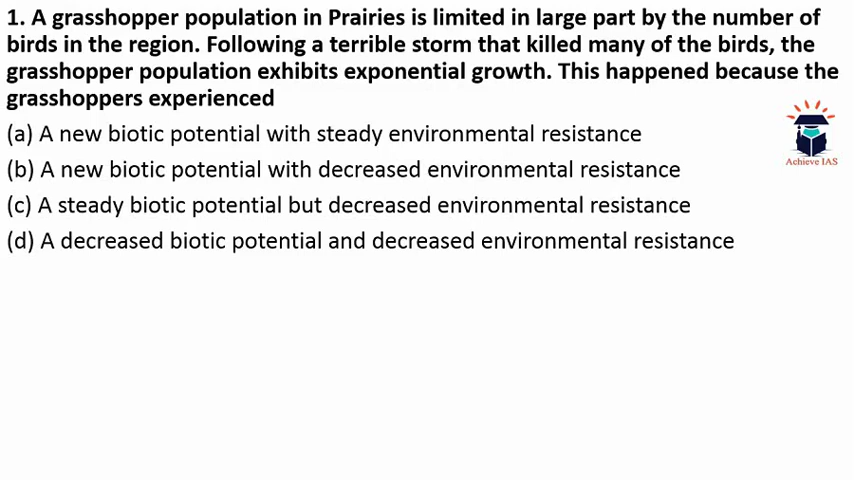 1. A grasshopper population in Prairies is limited in large part by the number of
birds in the region. Following a terrible storm that killed many of the birds, the
grasshopper population exhibits exponential growth. This happened because the
grasshoppers experienced
(a) A new biotic potential with steady environmental resistance
(b) A new biotic potential with decreased environmental resistance
(c) A steady biotic potential but decreased environmental resistance
(d) A decreased biotic potential and decreased environmental resistance
Achieve IAS